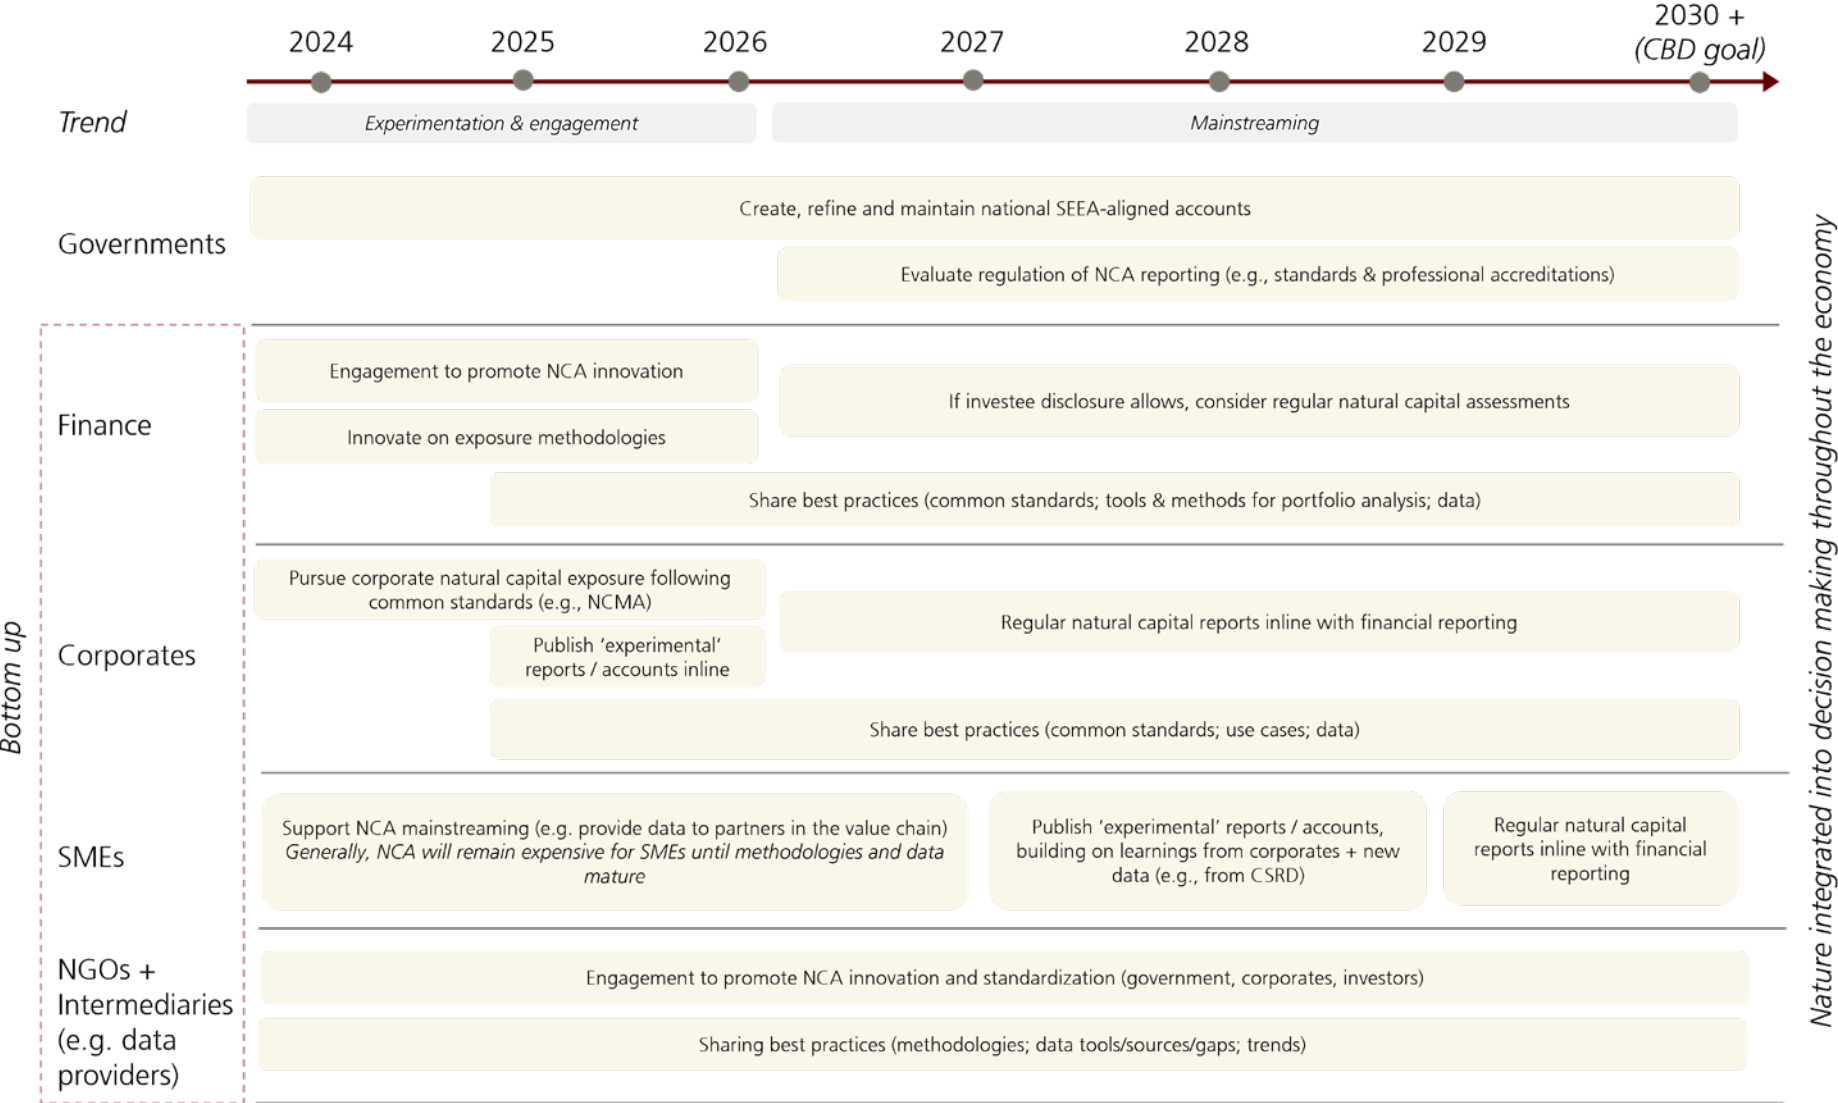 2024
2025
2026
2027
2028
2029
2030 +
(CBD goal)
Trend
Experimentation & engagement
Mainstreaming
Governments
Create, refine and maintain national SEEA-aligned accounts
Evaluate regulation of NCA reporting (e.g., standards & professional accreditations)
Bottom up
Finance
Engagement to promote NCA innovation
Innovate on exposure methodologies
If investee disclosure allows, consider regular natural capital assessments
Share best practices (common standards; tools & methods for portfolio analysis; data)
Corporates
Pursue corporate natural capital exposure following
common standards (e.g., NCMA)
Publish ‘experimental’
reports / accounts inline
Regular natural capital reports inline with financial reporting
Share best practices (common standards; use cases; data)
SMEs
Support NCA mainstreaming (e.g. provide data to partners in the value chain)
Generally, NCA will remain expensive for SMEs until methodologies and data
mature
Publish ‘experimental’ reports / accounts,
building on learnings from corporates + new
data (e.g., from CSRD)
Regular natural capital
reports inline with financial
reporting
NGOs +
Intermediaries
(e.g. data
providers)
Engagement to promote NCA innovation and standardization (government, corporates, investors)
Sharing best practices (methodologies; data tools/sources/gaps; trends)
Nature integrated into decision making throughout the economy